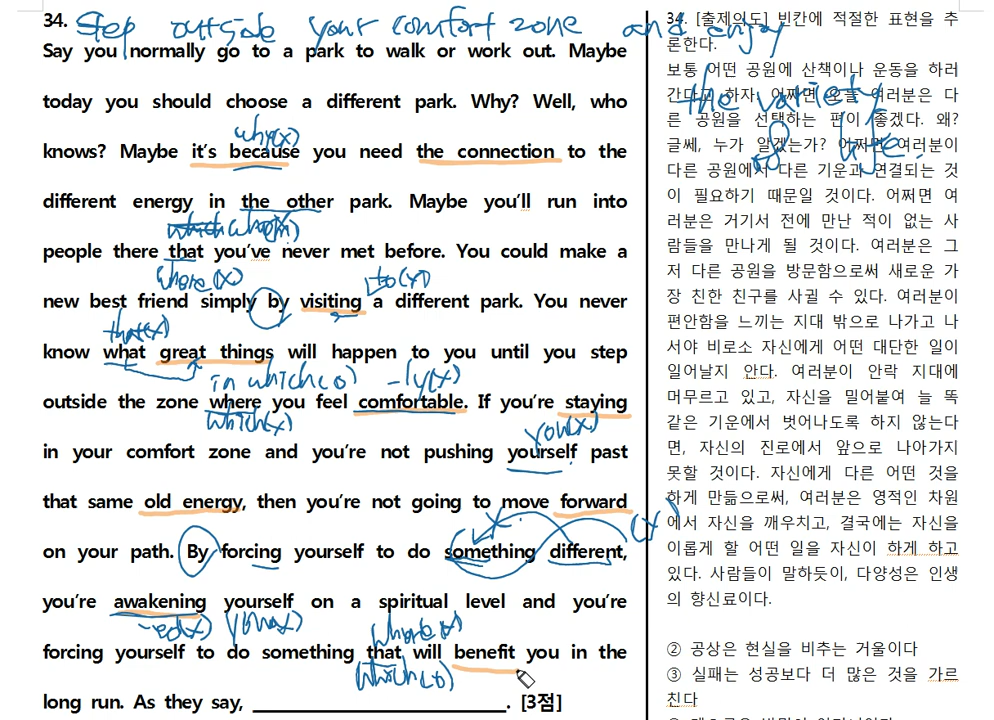 34. Step outside your comfort zone and enjoy
the variety
of life.
Say you normally go to a park to walk or work out. Maybe
today you should choose a different park. Why? Well, who
why(x)
knows? Maybe it's because you need the connection to the
different energy in the other park. Maybe you'll run into
which who(m)
people there that you've never met before. You could make a
where(x) to(x)
new best friend simply by visiting a different park. You never
that(x)
know what great things will happen to you until you step
in which(o) -ly(x)
outside the zone where you feel comfortable. If you're staying
which(x) you(x)
in your comfort zone and you're not pushing yourself past
that same old energy, then you're not going to move forward
(x)
on your path. By forcing yourself to do something different,
you're awakening yourself on a spiritual level and you're
-ed(x) you(x) where(x)
forcing yourself to do something that will benefit you in the
which(o)
long run. As they say, . [3점]
34. [출제의도] 빈칸에 적절한 표현을 추
론한다.
보통 어떤 공원에 산책이나 운동을 하러
간다고 하자. 어쩌면 오늘 여러분은 다
른 공원을 선택하는 편이 좋겠다. 왜?
글쎄, 누가 알겠는가? 어쩌면 여러분이
다른 공원에서 다른 기운과 연결되는 것
이 필요하기 때문일 것이다. 어쩌면 여
러분은 거기서 전에 만난 적이 없는 사
람들을 만나게 될 것이다. 여러분은 그
저 다른 공원을 방문함으로써 새로운 가
장 친한 친구를 사귈 수 있다. 여러분이
편안함을 느끼는 지대 밖으로 나가고 나
서야 비로소 자신에게 어떤 대단한 일이
일어날지 안다. 여러분이 안락 지대에
머무르고 있고, 자신을 밀어붙여 늘 똑
같은 기운에서 벗어나도록 하지 않는다
면, 자신의 진로에서 앞으로 나아가지
못할 것이다. 자신에게 다른 어떤 것을
하게 만듦으로써, 여러분은 영적인 차원
에서 자신을 깨우치고, 결국에는 자신을
이롭게 할 어떤 일을 자신이 하게 하고
있다. 사람들이 말하듯이, 다양성은 인생
의 향신료이다.
② 공상은 현실을 비추는 거울이다
③ 실패는 성공보다 더 많은 것을 가르
친다